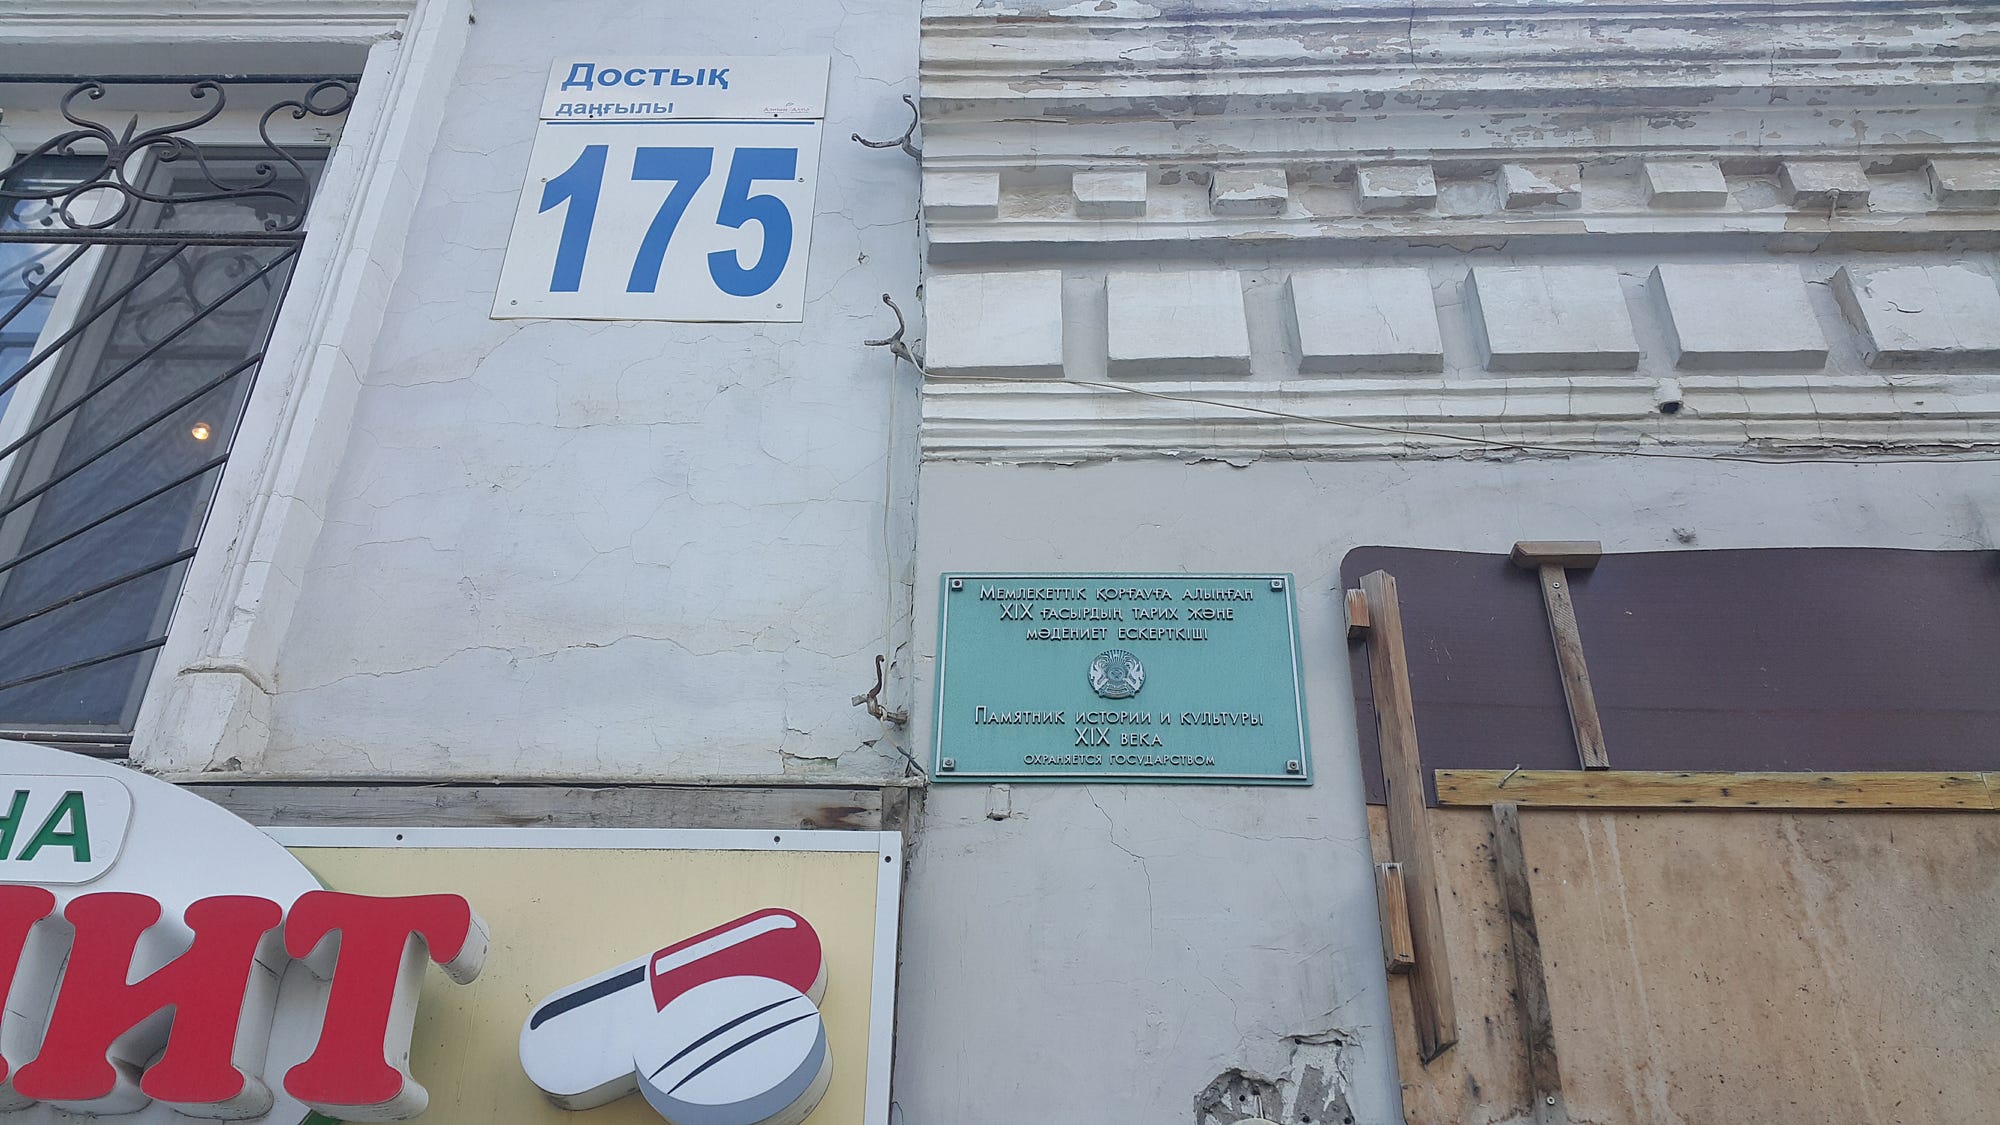 Достық
даңғылы
175
Мемлекеттік қорғауға алынған
XIX ғасырдың тарих және
мәдениет ескерткіші
Памятник истории и культуры
XIX века
охраняется государством
НА
ИТ